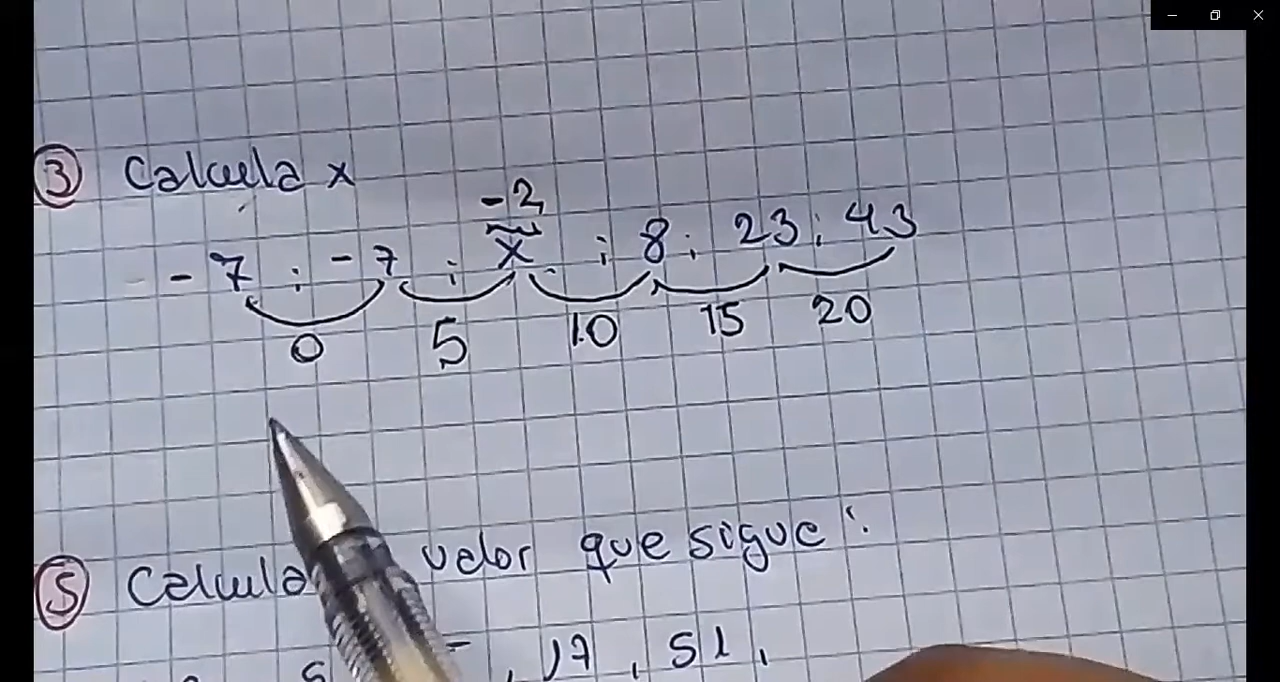 3 Calcula x
-2
-7 ; -7 ; x ; 8 ; 23 ; 43
0 5 10 15 20
5 Calcula valor que sigue :
5 , 17 , 51 ,